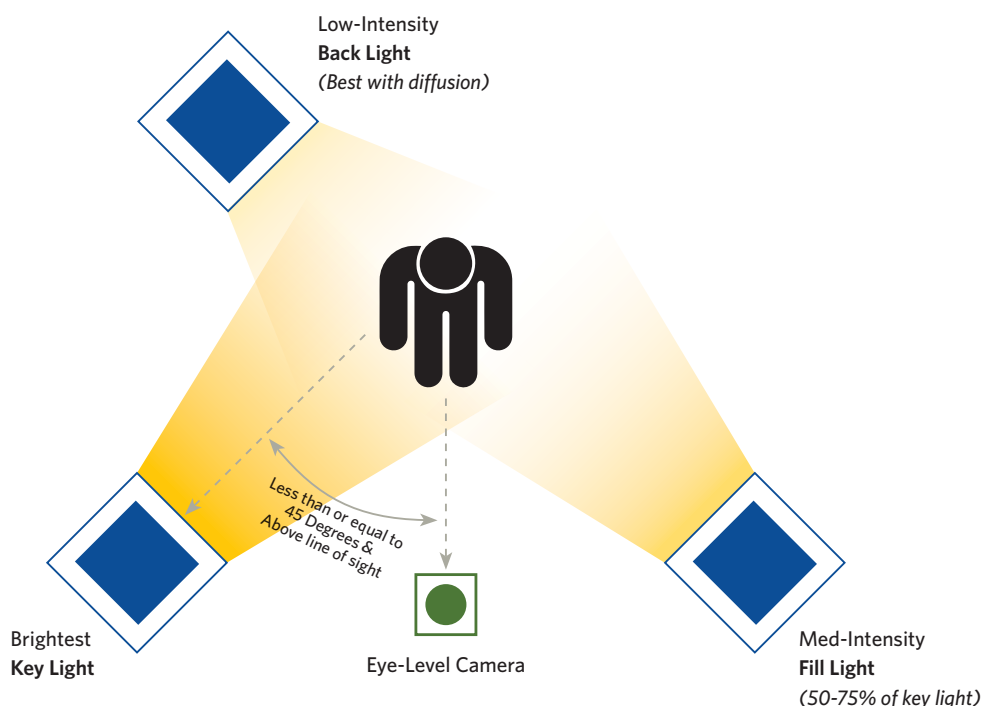 Low-Intensity
Back Light
(Best with diffusion)
Less than or equal to
45 Degrees &
Above line of sight
Brightest
Key Light
Eye-Level Camera
Med-Intensity
Fill Light
(50-75% of key light)